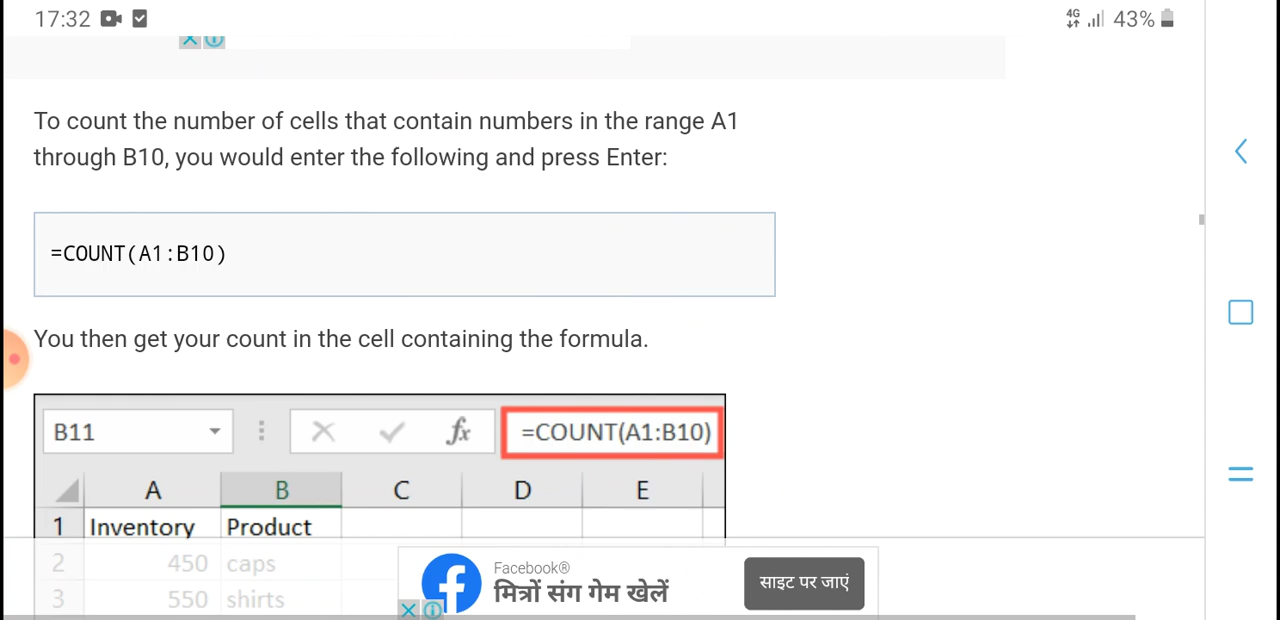 17:32 4G 43%
To count the number of cells that contain numbers in the range A1
through B10, you would enter the following and press Enter:
=COUNT(A1:B10)
You then get your count in the cell containing the formula.
B11 fx =COUNT(A1:B10)
A B C D E
1 Inventory Product
2 450 caps
3 550 shirts
Facebook®
मित्रों संग गेम खेलें
साइट पर जाएं